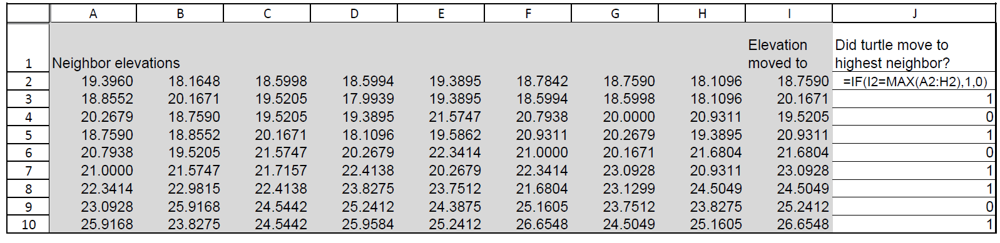 A B C D E F G H I J
Elevation Did turtle move to
1 Neighbor elevations moved to highest neighbor?
2 19.3960 18.1648 18.5998 18.5994 19.3895 18.7842 18.7590 18.1096 18.7590 =IF(I2=MAX(A2:H2),1,0)
3 18.8552 20.1671 19.5205 17.9939 19.3895 18.5994 18.5998 18.1096 20.1671 1
4 20.2679 18.7590 19.5205 19.3895 21.5747 20.7938 20.0000 20.9311 19.5205 0
5 18.7590 18.8552 20.1671 18.1096 19.5862 20.9311 20.2679 19.3895 20.9311 1
6 20.7938 19.5205 21.5747 20.2679 22.3414 21.0000 20.1671 21.6804 21.6804 0
7 21.0000 21.5747 21.7157 22.4138 20.2679 22.3414 23.0928 20.9311 23.0928 1
8 22.3414 22.9815 22.4138 23.8275 23.7512 21.6804 23.1299 24.5049 24.5049 1
9 23.0928 25.9168 24.5442 25.2412 24.3875 25.1605 23.7512 23.8275 25.2412 0
10 25.9168 23.8275 24.5442 25.9584 25.2412 26.6548 24.5049 25.1605 26.6548 1